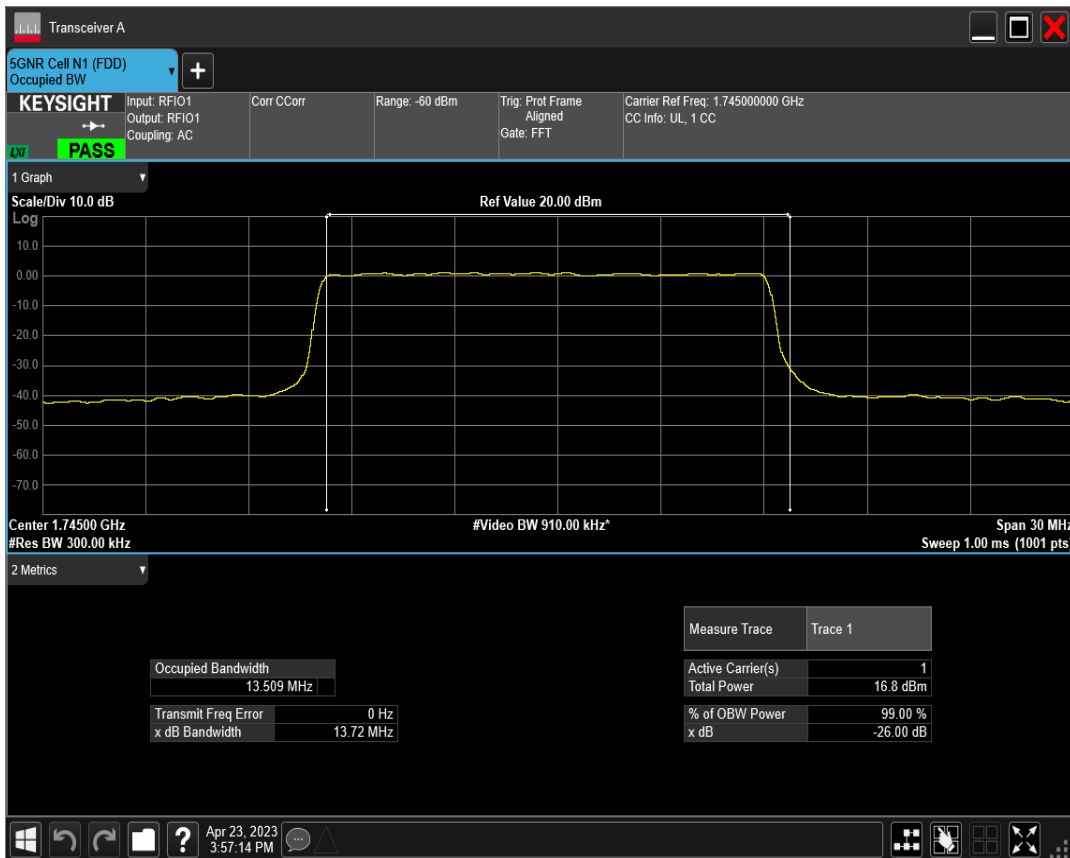 Transceiver A
5GNR Cell N1 (FDD)
Occupied BW
+
KEYSIGHT
LXI
PASS
Input: RFIO1
Output: RFIO1
Coupling: AC
Corr CCorr
Range: -60 dBm
Trig: Prot Frame
Aligned
Gate: FFT
Carrier Ref Freq: 1.745000000 GHz
CC Info: UL, 1 CC
1 Graph
Scale/Div 10.0 dB
Ref Value 20.00 dBm
Log
10.0
0.00
-10.0
-20.0
-30.0
-40.0
-50.0
-60.0
-70.0
Center 1.74500 GHz
#Video BW 910.00 kHz*
Span 30 MHz
#Res BW 300.00 kHz
Sweep 1.00 ms (1001 pts)
2 Metrics
Measure Trace Trace 1
Occupied Bandwidth
13.509 MHz
Active Carrier(s) 1
Total Power 16.8 dBm
Transmit Freq Error 0 Hz
x dB Bandwidth 13.72 MHz
% of OBW Power 99.00 %
x dB -26.00 dB
?
Apr 23, 2023
3:57:14 PM